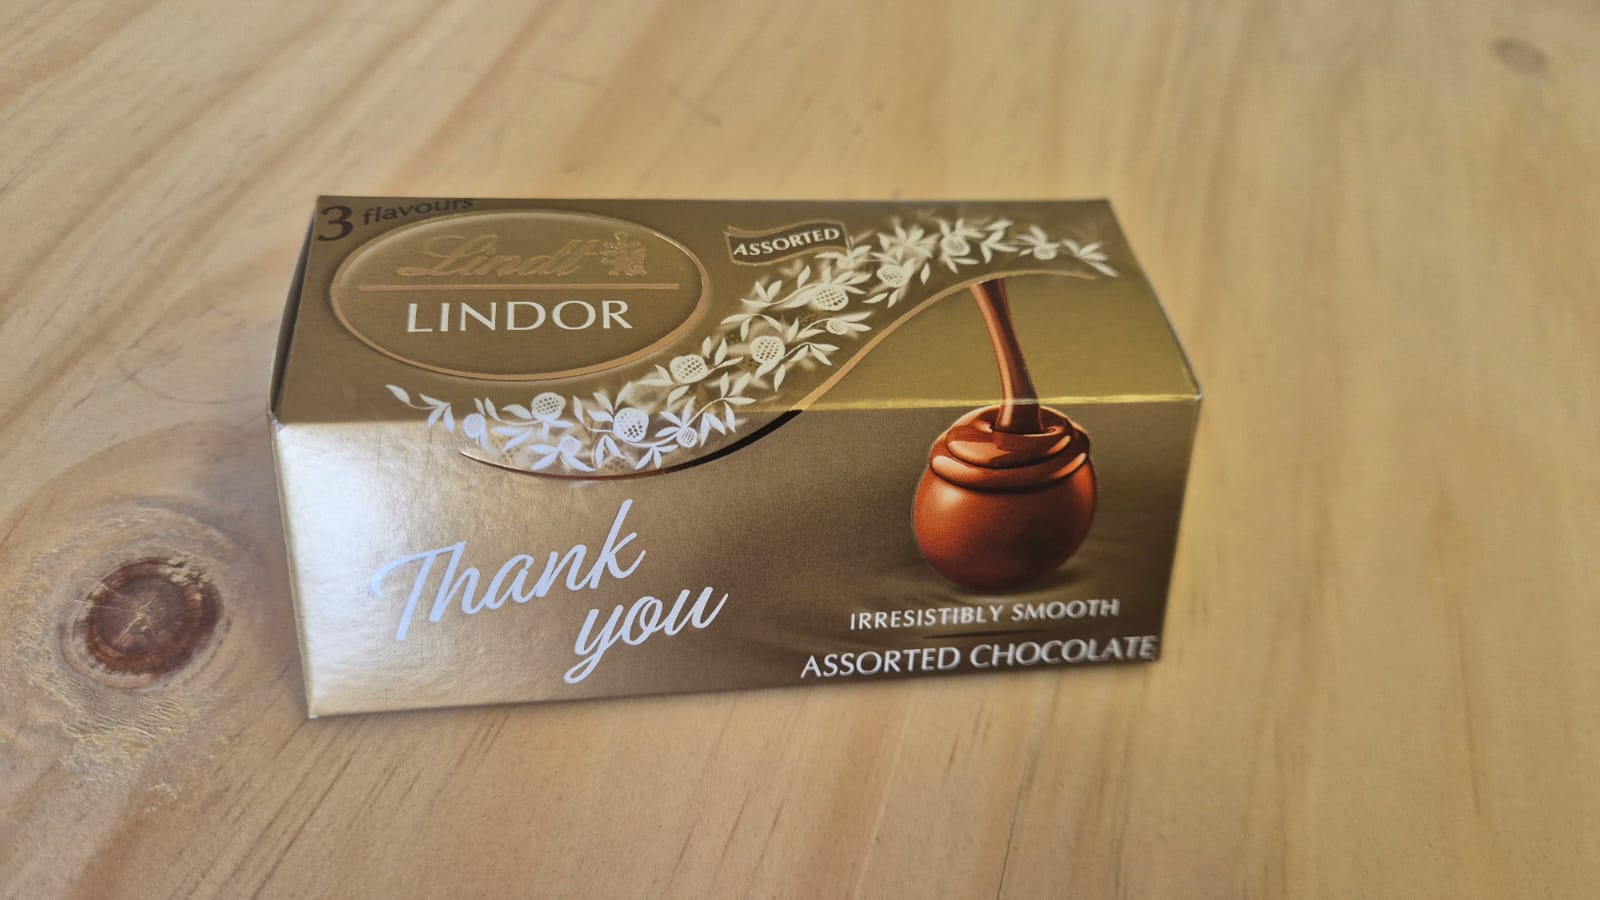 3 flavours
Lindt
LINDOR
ASSORTED
Thank
you
IRRESISTIBLY SMOOTH
ASSORTED CHOCOLATE